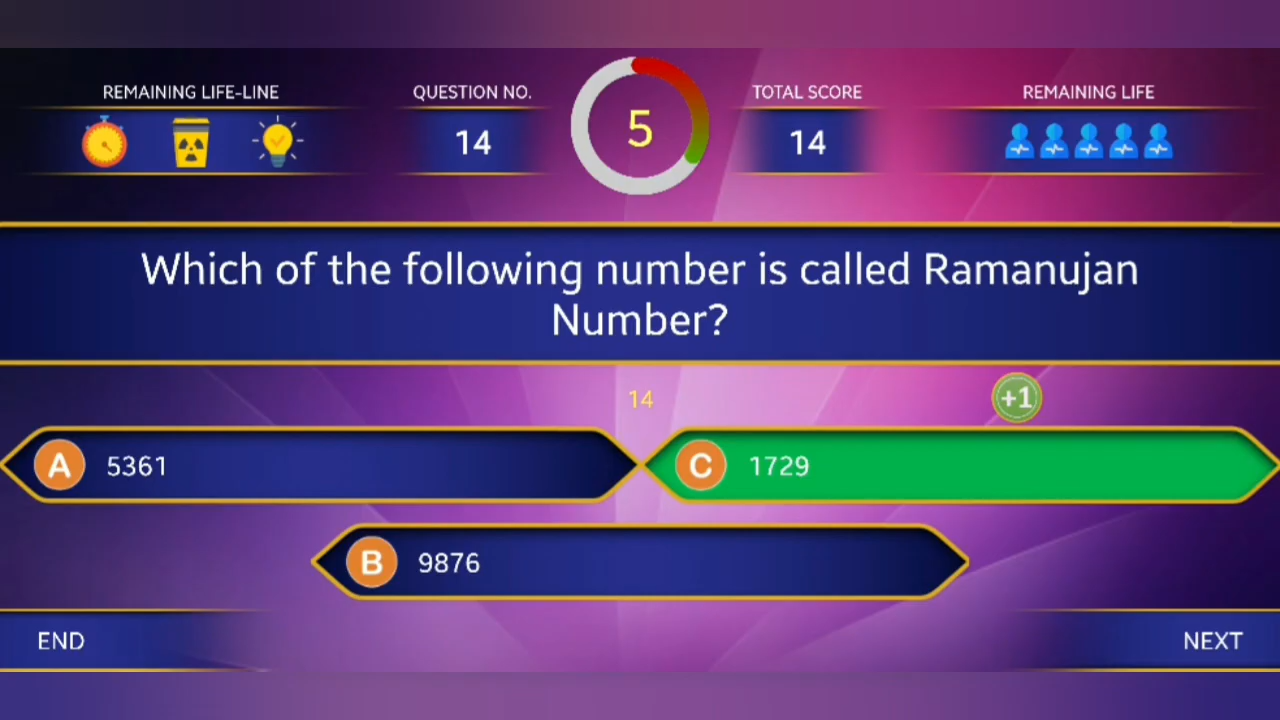 REMAINING LIFE-LINE
QUESTION NO.
14
5
TOTAL SCORE
14
REMAINING LIFE
Which of the following number is called Ramanujan
Number?
14
+1
A 5361
C 1729
B 9876
END
NEXT